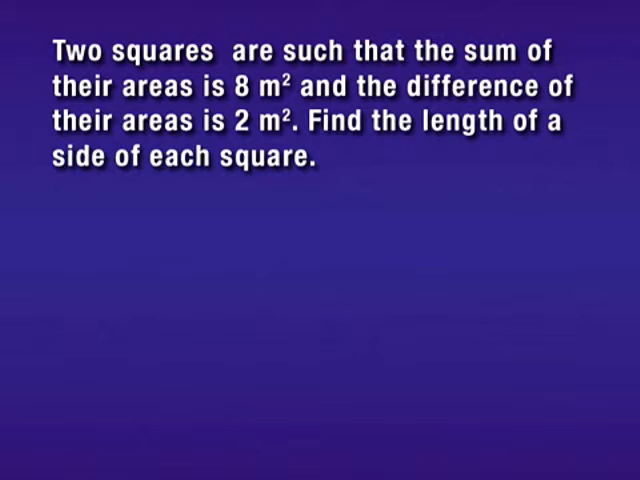 Two squares are such that the sum of
their areas is 8 m² and the difference of
their areas is 2 m². Find the length of a
side of each square.